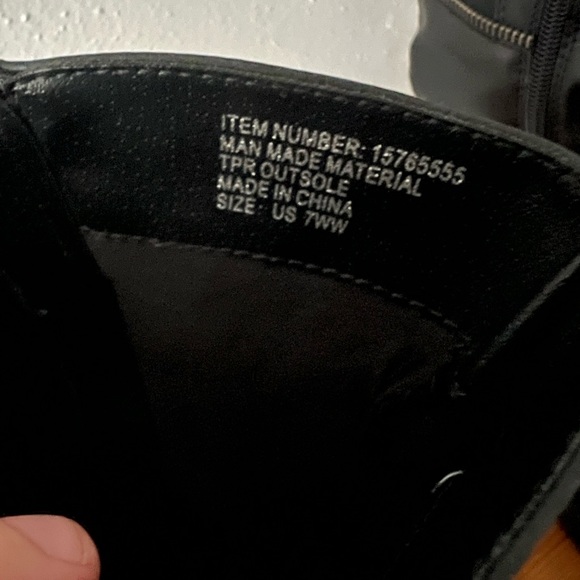 ITEM NUMBER: 15765555
MAN MADE MATERIAL
TPR OUTSOLE
MADE IN CHINA
SIZE: US 7WW